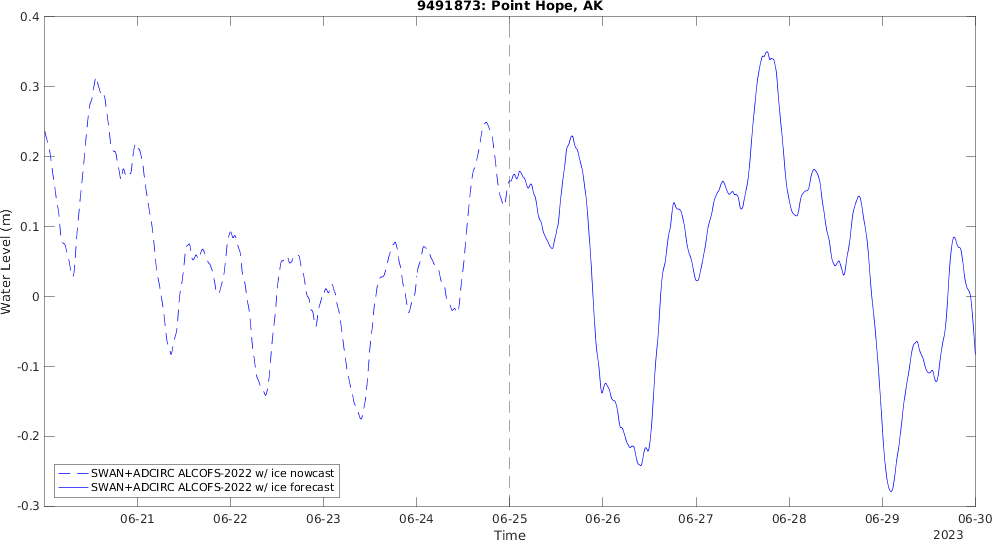 9491873: Point Hope, AK
0.4
0.3
0.2
0.1
0
-0.1
-0.2
-0.3
Water Level (m)
SWAN+ADCIRC ALCOFS-2022 w/ ice nowcast
SWAN+ADCIRC ALCOFS-2022 w/ ice forecast
06-21 06-22 06-23 06-24 06-25 06-26 06-27 06-28 06-29 06-30
Time
2023